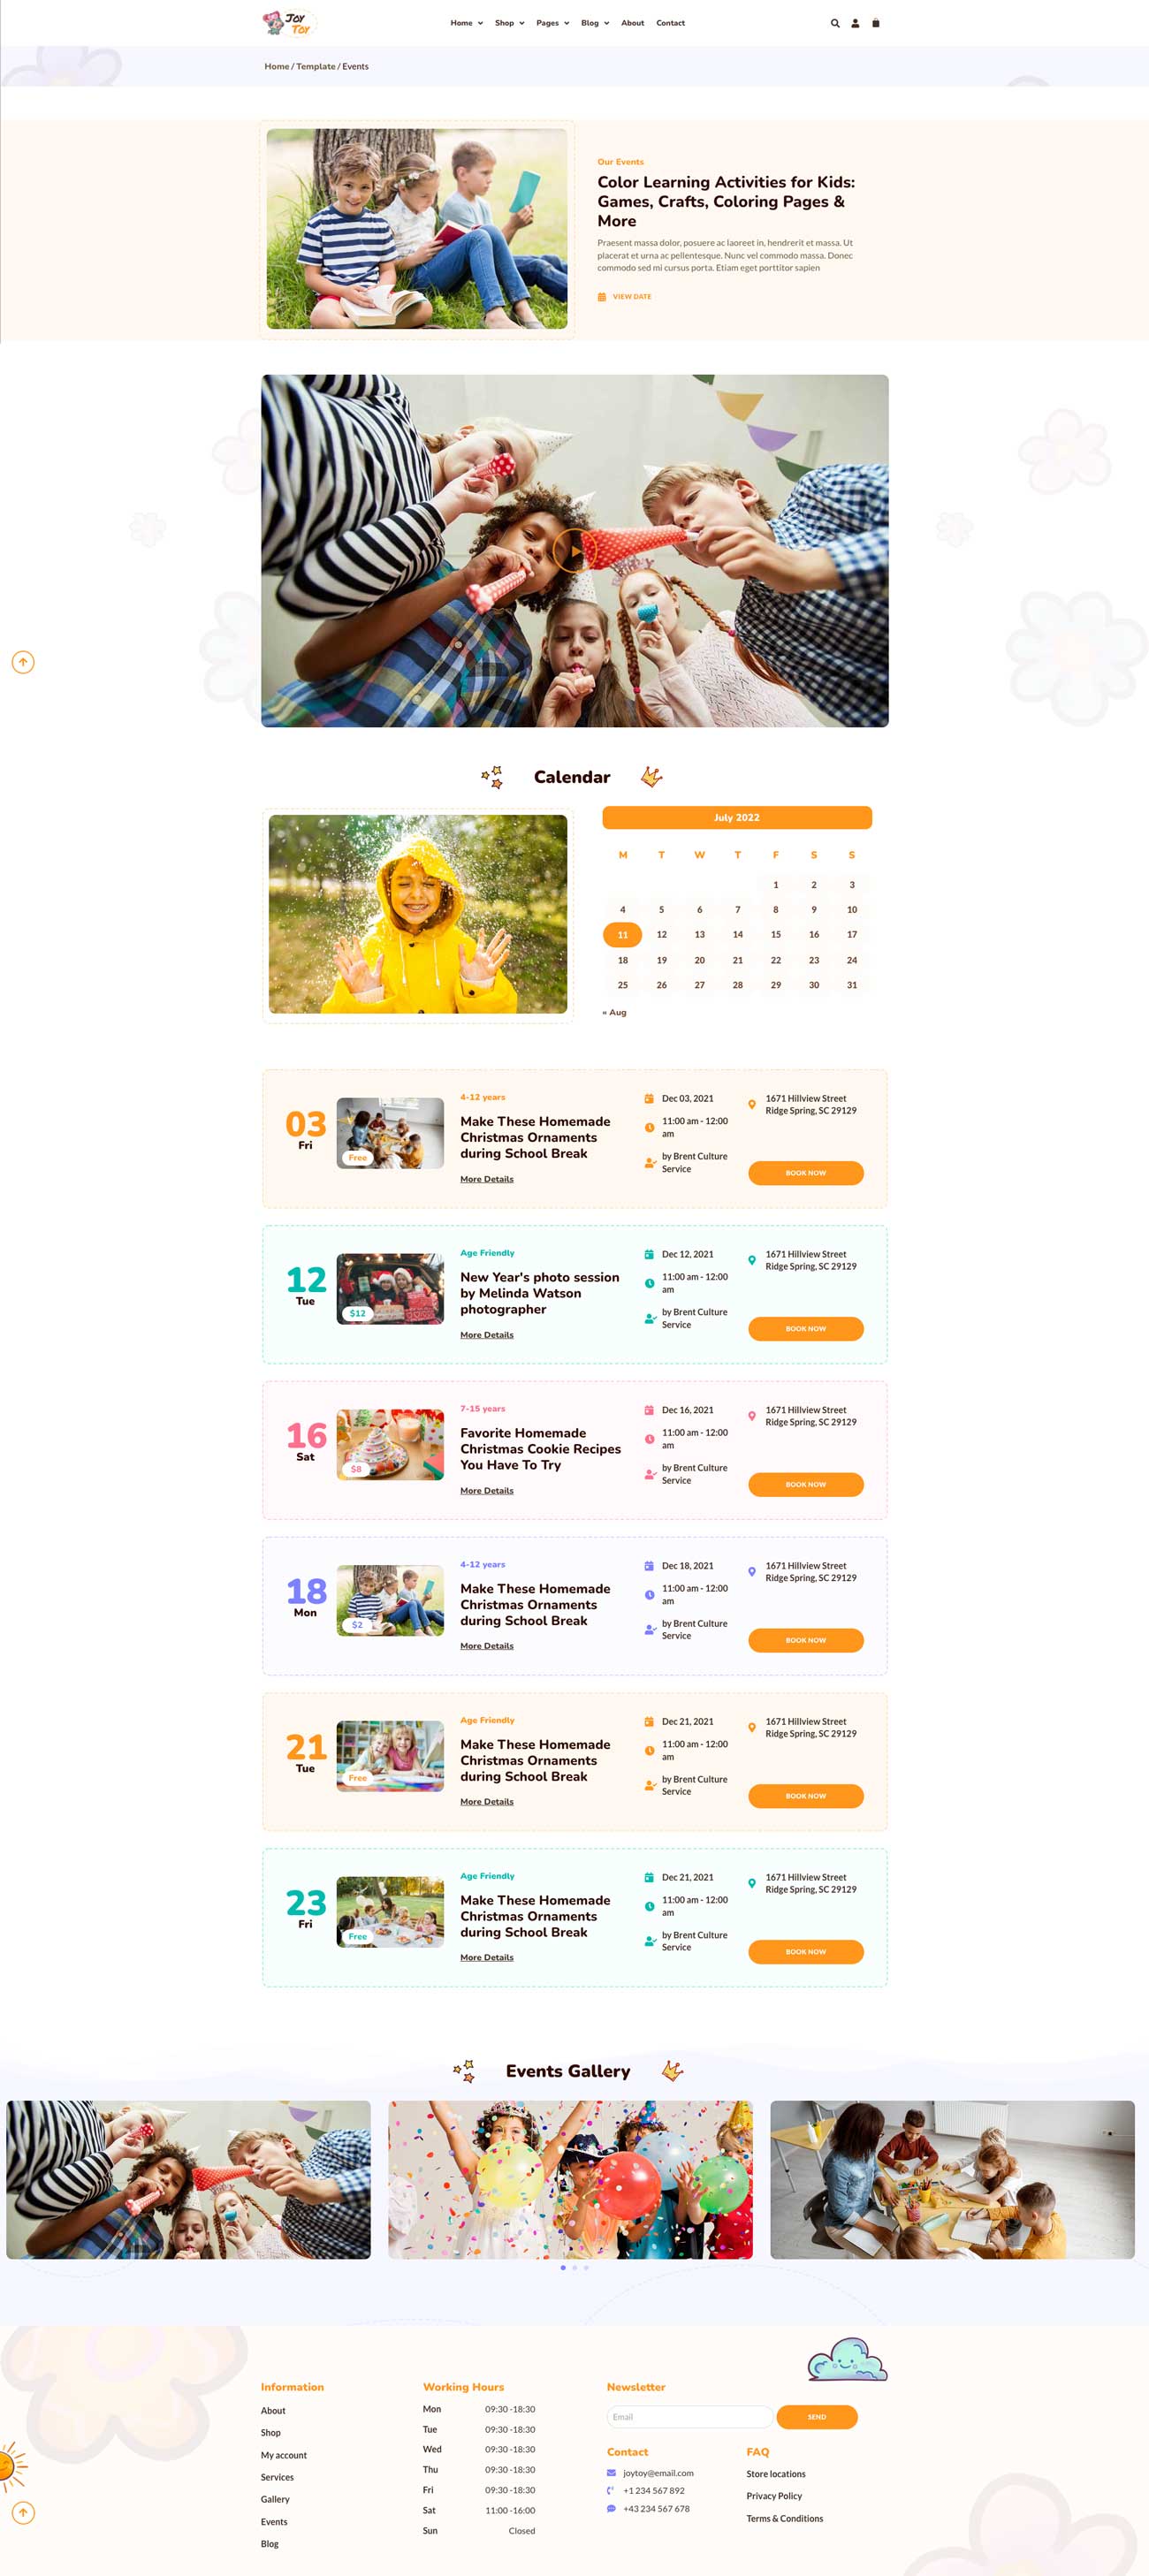 JOY
TOY
Home Shop Pages Blog About Contact
Home / Template / Events
Our Events
Color Learning Activities for Kids:
Games, Crafts, Coloring Pages &
More
Praesent massa dolor, posuere ac laoreet in, hendrerit et massa. Ut
placerat et urna ac pellentesque. Nunc vel commodo massa. Donec
commodo sed mi cursus porta. Etiam eget porttitor sapien
VIEW DATE
Calendar
July 2022
M T W T F S S
1 2 3
4 5 6 7 8 9 10
11 12 13 14 15 16 17
18 19 20 21 22 23 24
25 26 27 28 29 30 31
« Aug
03
Fri
Free
4-12 years
Make These Homemade
Christmas Ornaments
during School Break
More Details
Dec 03, 2021
11:00 am - 12:00
am
by Brent Culture
Service
1671 Hillview Street
Ridge Spring, SC 29129
BOOK NOW
12
Tue
$12
Age Friendly
New Year's photo session
by Melinda Watson
photographer
More Details
Dec 12, 2021
11:00 am - 12:00
am
by Brent Culture
Service
1671 Hillview Street
Ridge Spring, SC 29129
BOOK NOW
16
Sat
$8
7-15 years
Favorite Homemade
Christmas Cookie Recipes
You Have To Try
More Details
Dec 16, 2021
11:00 am - 12:00
am
by Brent Culture
Service
1671 Hillview Street
Ridge Spring, SC 29129
BOOK NOW
18
Mon
$2
4-12 years
Make These Homemade
Christmas Ornaments
during School Break
More Details
Dec 18, 2021
11:00 am - 12:00
am
by Brent Culture
Service
1671 Hillview Street
Ridge Spring, SC 29129
BOOK NOW
21
Tue
Free
Age Friendly
Make These Homemade
Christmas Ornaments
during School Break
More Details
Dec 21, 2021
11:00 am - 12:00
am
by Brent Culture
Service
1671 Hillview Street
Ridge Spring, SC 29129
BOOK NOW
23
Fri
Free
Age Friendly
Make These Homemade
Christmas Ornaments
during School Break
More Details
Dec 21, 2021
11:00 am - 12:00
am
by Brent Culture
Service
1671 Hillview Street
Ridge Spring, SC 29129
BOOK NOW
Events Gallery
Information
About
Shop
My account
Services
Gallery
Events
Blog
Working Hours
Mon 09:30 -18:30
Tue 09:30 -18:30
Wed 09:30 -18:30
Thu 09:30 -18:30
Fri 09:30 -18:30
Sat 11:00 -16:00
Sun Closed
Newsletter
Email
SEND
Contact
joytoy@email.com
+1 234 567 892
+43 234 567 678
FAQ
Store locations
Privacy Policy
Terms & Conditions